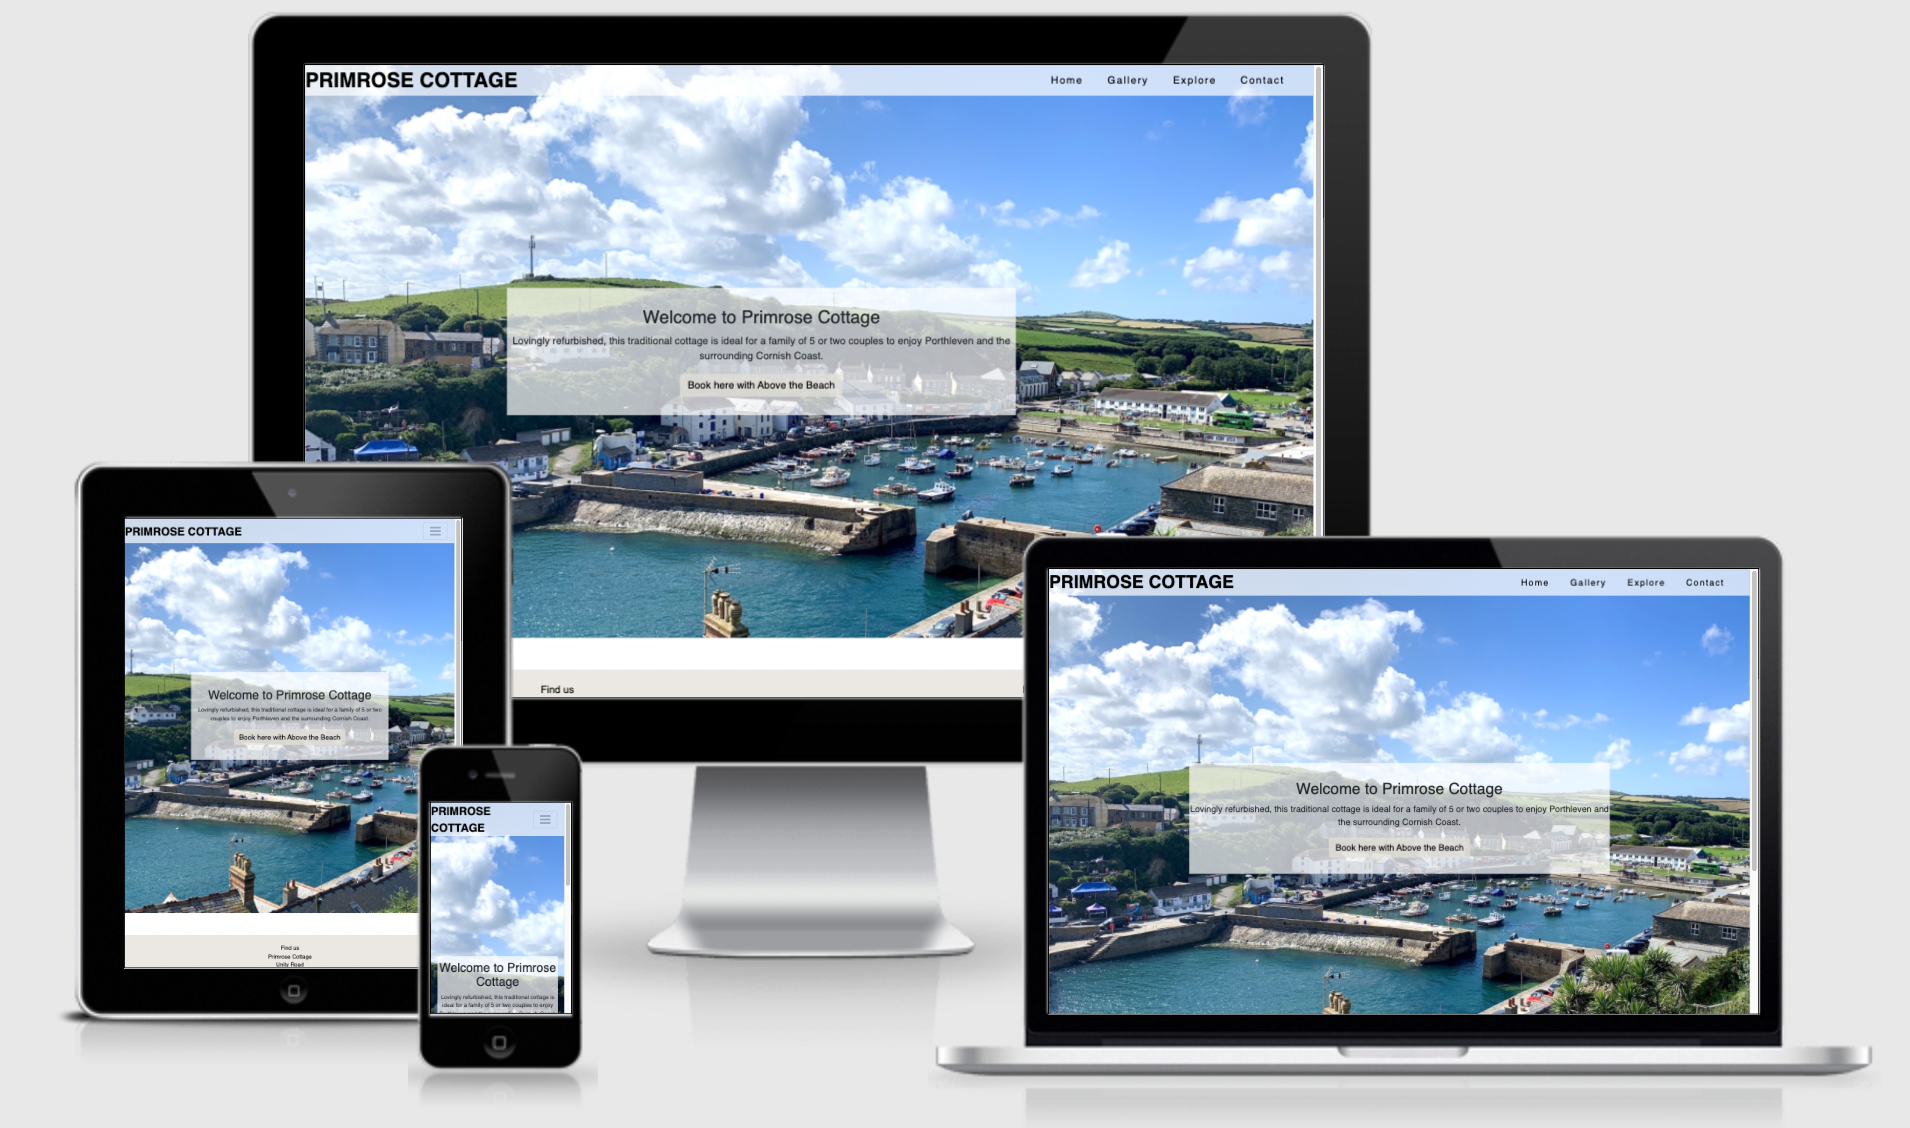 PRIMROSE COTTAGE
Home Gallery Explore Contact
Welcome to Primrose Cottage
Lovingly refurbished, this traditional cottage is ideal for a family of 5 or two couples to enjoy Porthleven and the
surrounding Cornish Coast.
Book here with Above the Beach
Find us
PRIMROSE COTTAGE
Welcome to Primrose Cottage
Lovingly refurbished, this traditional cottage is ideal for a family of 5 or two
couples to enjoy Porthleven and the surrounding Cornish Coast.
Book here with Above the Beach
Find us
Primrose Cottage
Unity Road
PRIMROSE
COTTAGE
Welcome to Primrose
Cottage
Lovingly refurbished, this traditional cottage is
ideal for a family of 5 or two couples to enjoy
PRIMROSE COTTAGE
Home Gallery Explore Contact
Welcome to Primrose Cottage
Lovingly refurbished, this traditional cottage is ideal for a family of 5 or two couples to enjoy Porthleven and
the surrounding Cornish Coast.
Book here with Above the Beach